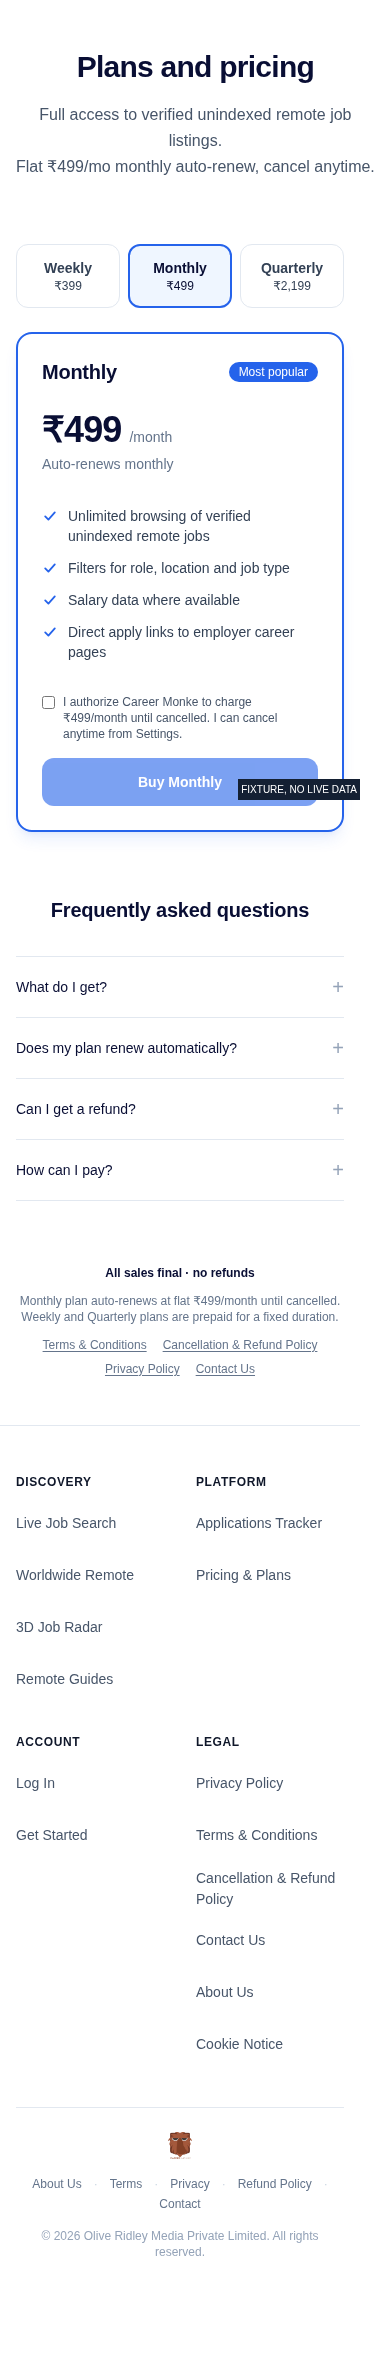 Plans and pricing
Full access to verified unindexed remote job
listings.
Flat ₹499/mo monthly auto-renew, cancel anytime.
Weekly
₹399
Monthly
₹499
Quarterly
₹2,199
Monthly
Most popular
₹499 /month
Auto-renews monthly
Unlimited browsing of verified
unindexed remote jobs
Filters for role, location and job type
Salary data where available
Direct apply links to employer career
pages
I authorize Career Monke to charge
₹499/month until cancelled. I can cancel
anytime from Settings.
Buy Monthly
FIXTURE, NO LIVE DATA
Frequently asked questions
What do I get? +
Does my plan renew automatically? +
Can I get a refund? +
How can I pay? +
All sales final · no refunds
Monthly plan auto-renews at flat ₹499/month until cancelled.
Weekly and Quarterly plans are prepaid for a fixed duration.
Terms & Conditions Cancellation & Refund Policy
Privacy Policy Contact Us
DISCOVERY
Live Job Search
Worldwide Remote
3D Job Radar
Remote Guides
PLATFORM
Applications Tracker
Pricing & Plans
ACCOUNT
Log In
Get Started
LEGAL
Privacy Policy
Terms & Conditions
Cancellation & Refund
Policy
Contact Us
About Us
Cookie Notice
About Us · Terms · Privacy · Refund Policy ·
Contact
© 2026 Olive Ridley Media Private Limited. All rights
reserved.